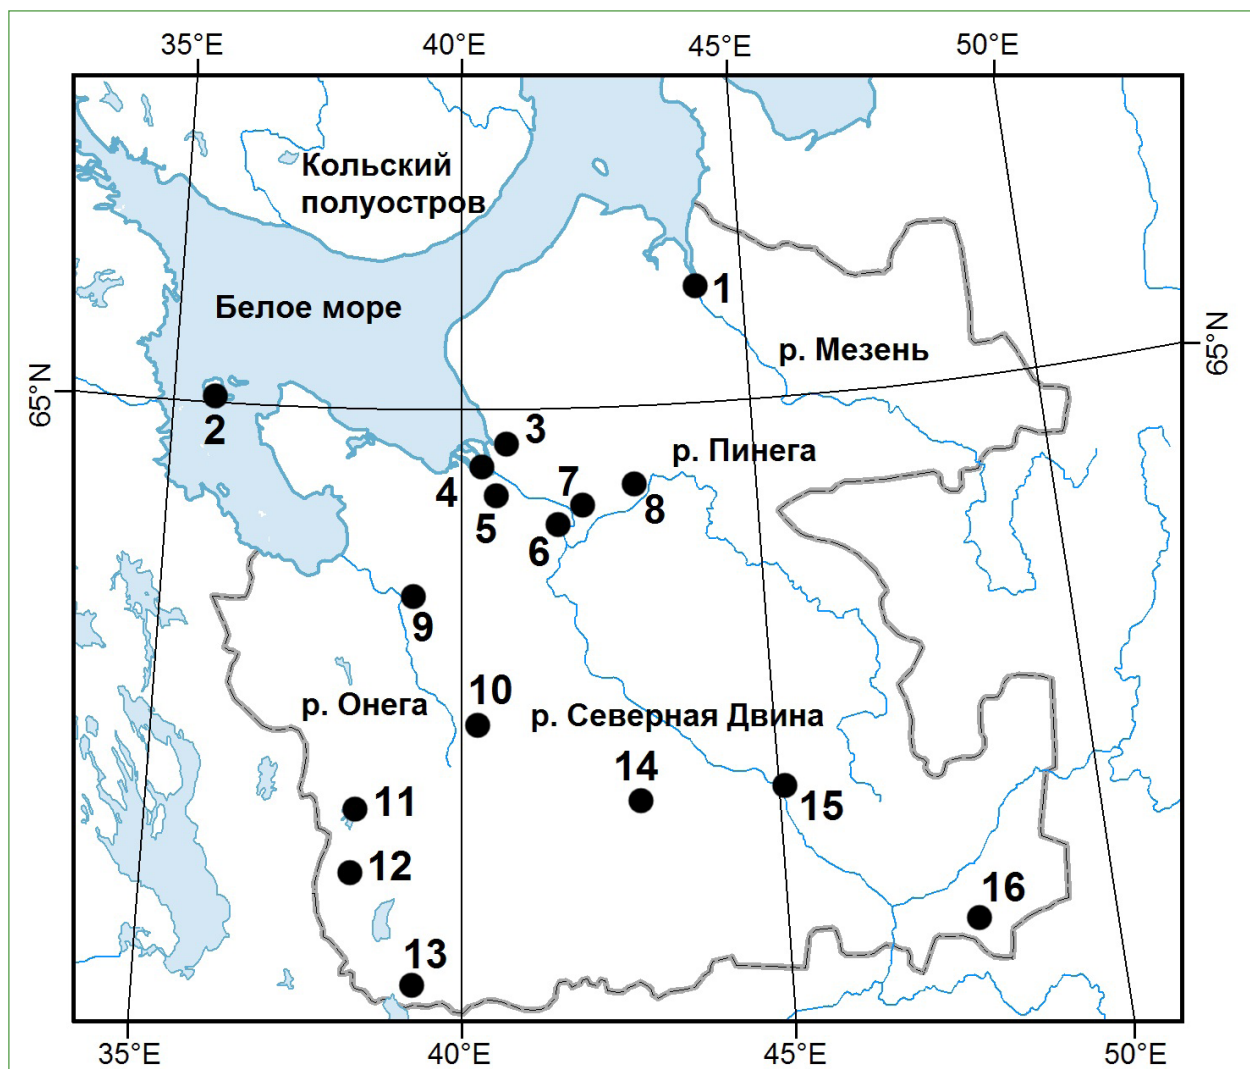 35°E 40°E 45°E 50°E
Кольский
полуостров
Белое море
1
р. Мезень
65°N
65°N
2
3
р. Пинега
4
7
8
5
6
9
10
р. Онега
р. Северная Двина
14
11
15
12
16
13
35°E 40°E 45°E 50°E